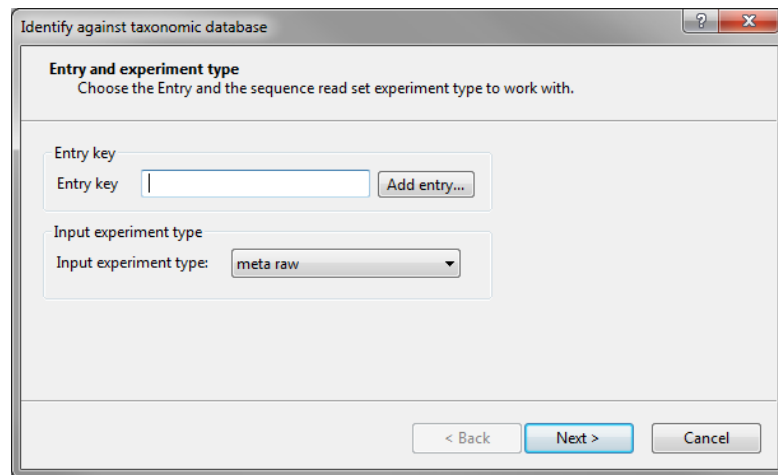 Identify against taxonomic database
?
Entry and experiment type
Choose the Entry and the sequence read set experiment type to work with.
Entry key
Entry key
Add entry...
Input experiment type
Input experiment type:
meta raw
< Back
Next >
Cancel